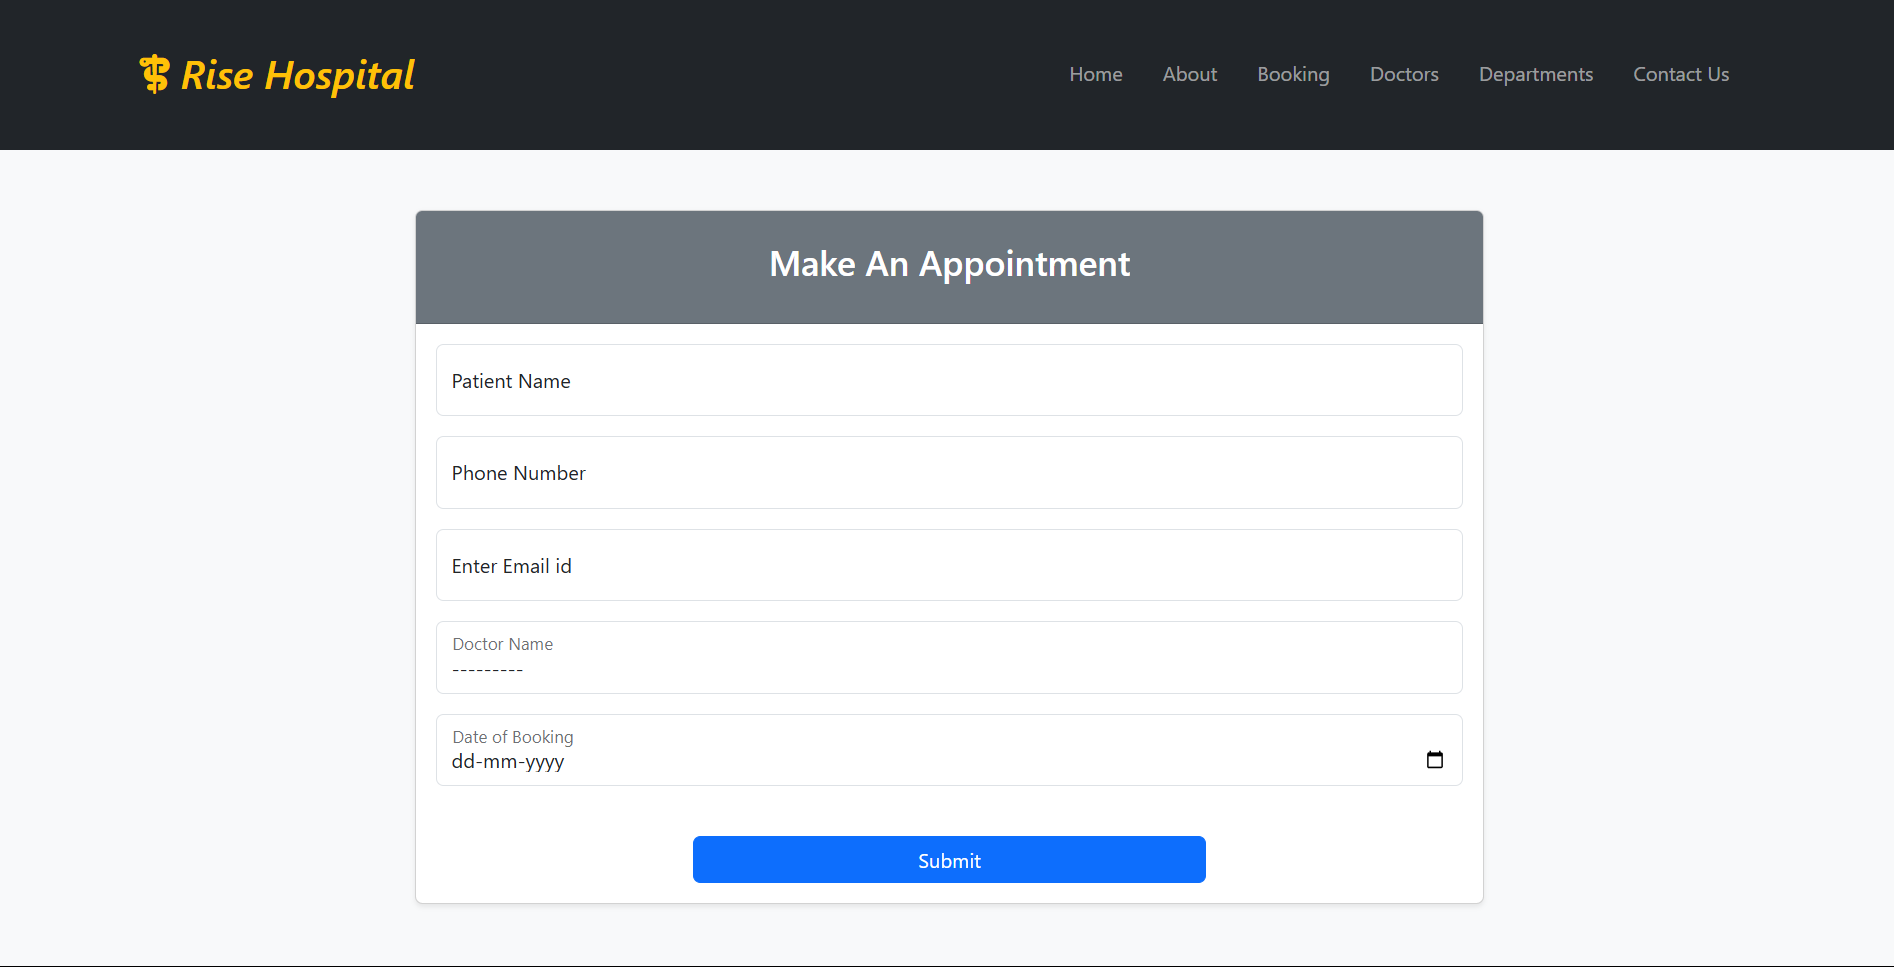 Rise Hospital
Home About Booking Doctors Departments Contact Us
Make An Appointment
Patient Name
Phone Number
Enter Email id
Doctor Name
---------
Date of Booking
dd-mm-yyyy
Submit